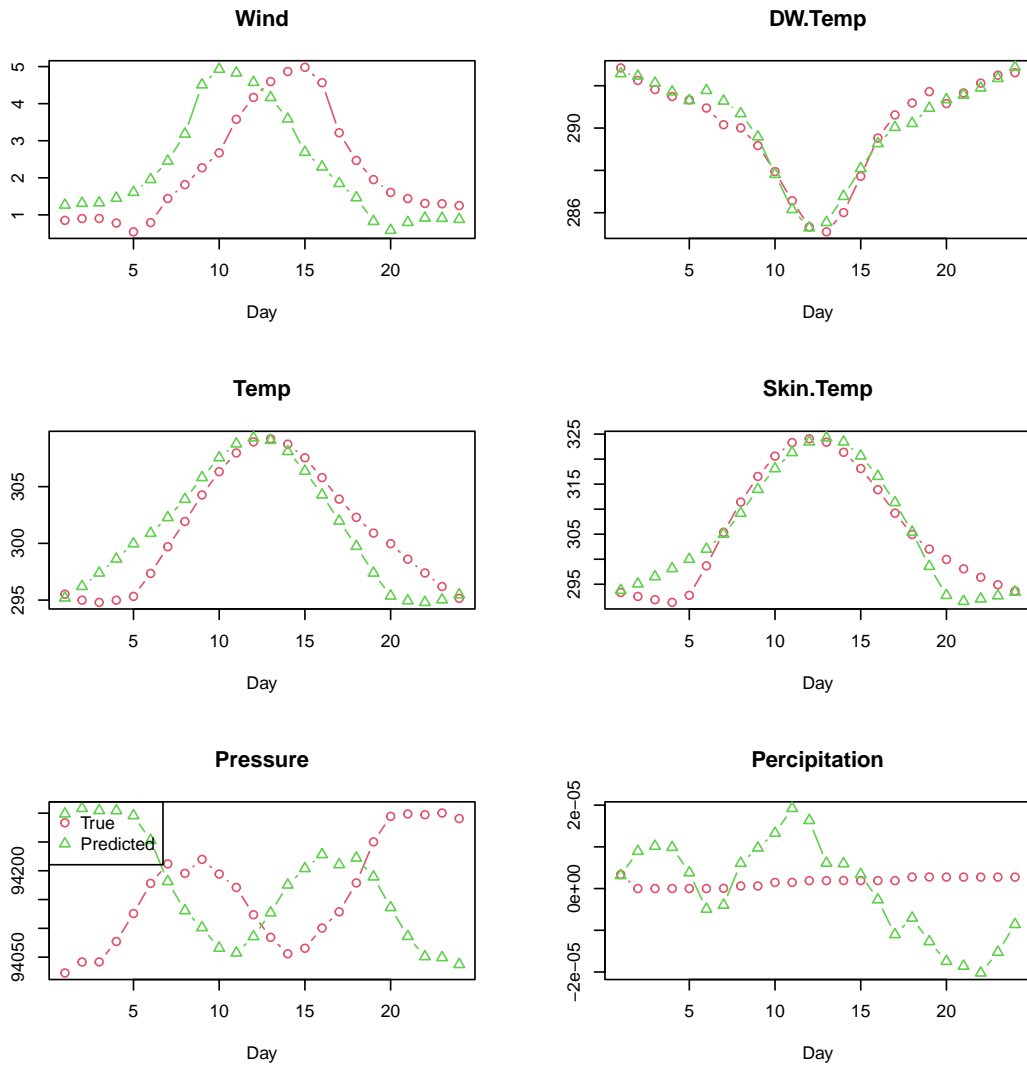 Wind
5
4
3
2
1
5 10 15 20
Day
DW.Temp
290
286
5 10 15 20
Day
Temp
305
300
295
5 10 15 20
Day
Skin.Temp
325
315
305
295
5 10 15 20
Day
Pressure
True
Predicted
94200
94050
5 10 15 20
Day
Percipitation
2e-05
0e+00
−2e-05
5 10 15 20
Day